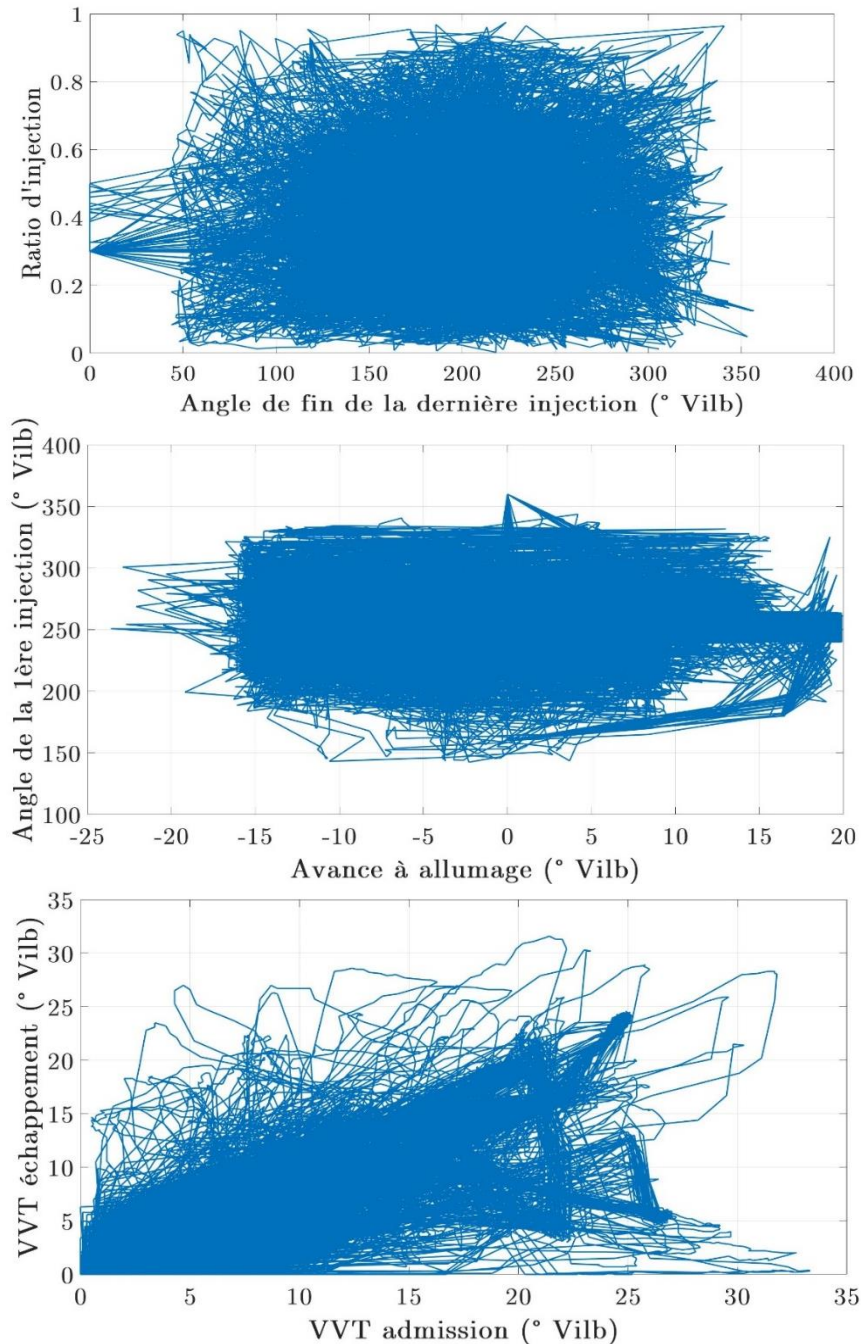 1
0.8
0.6
0.4
0.2
0
Ratio d'injection
0 50 100 150 200 250 300 350 400
Angle de fin de la dernière injection (° Vilb)
400
350
300
250
200
150
100
Angle de la 1ère injection (° Vilb)
-25 -20 -15 -10 -5 0 5 10 15 20
Avance à allumage (° Vilb)
35
30
25
20
15
10
5
0
VVT échappement (° Vilb)
0 5 10 15 20 25 30 35
VVT admission (° Vilb)